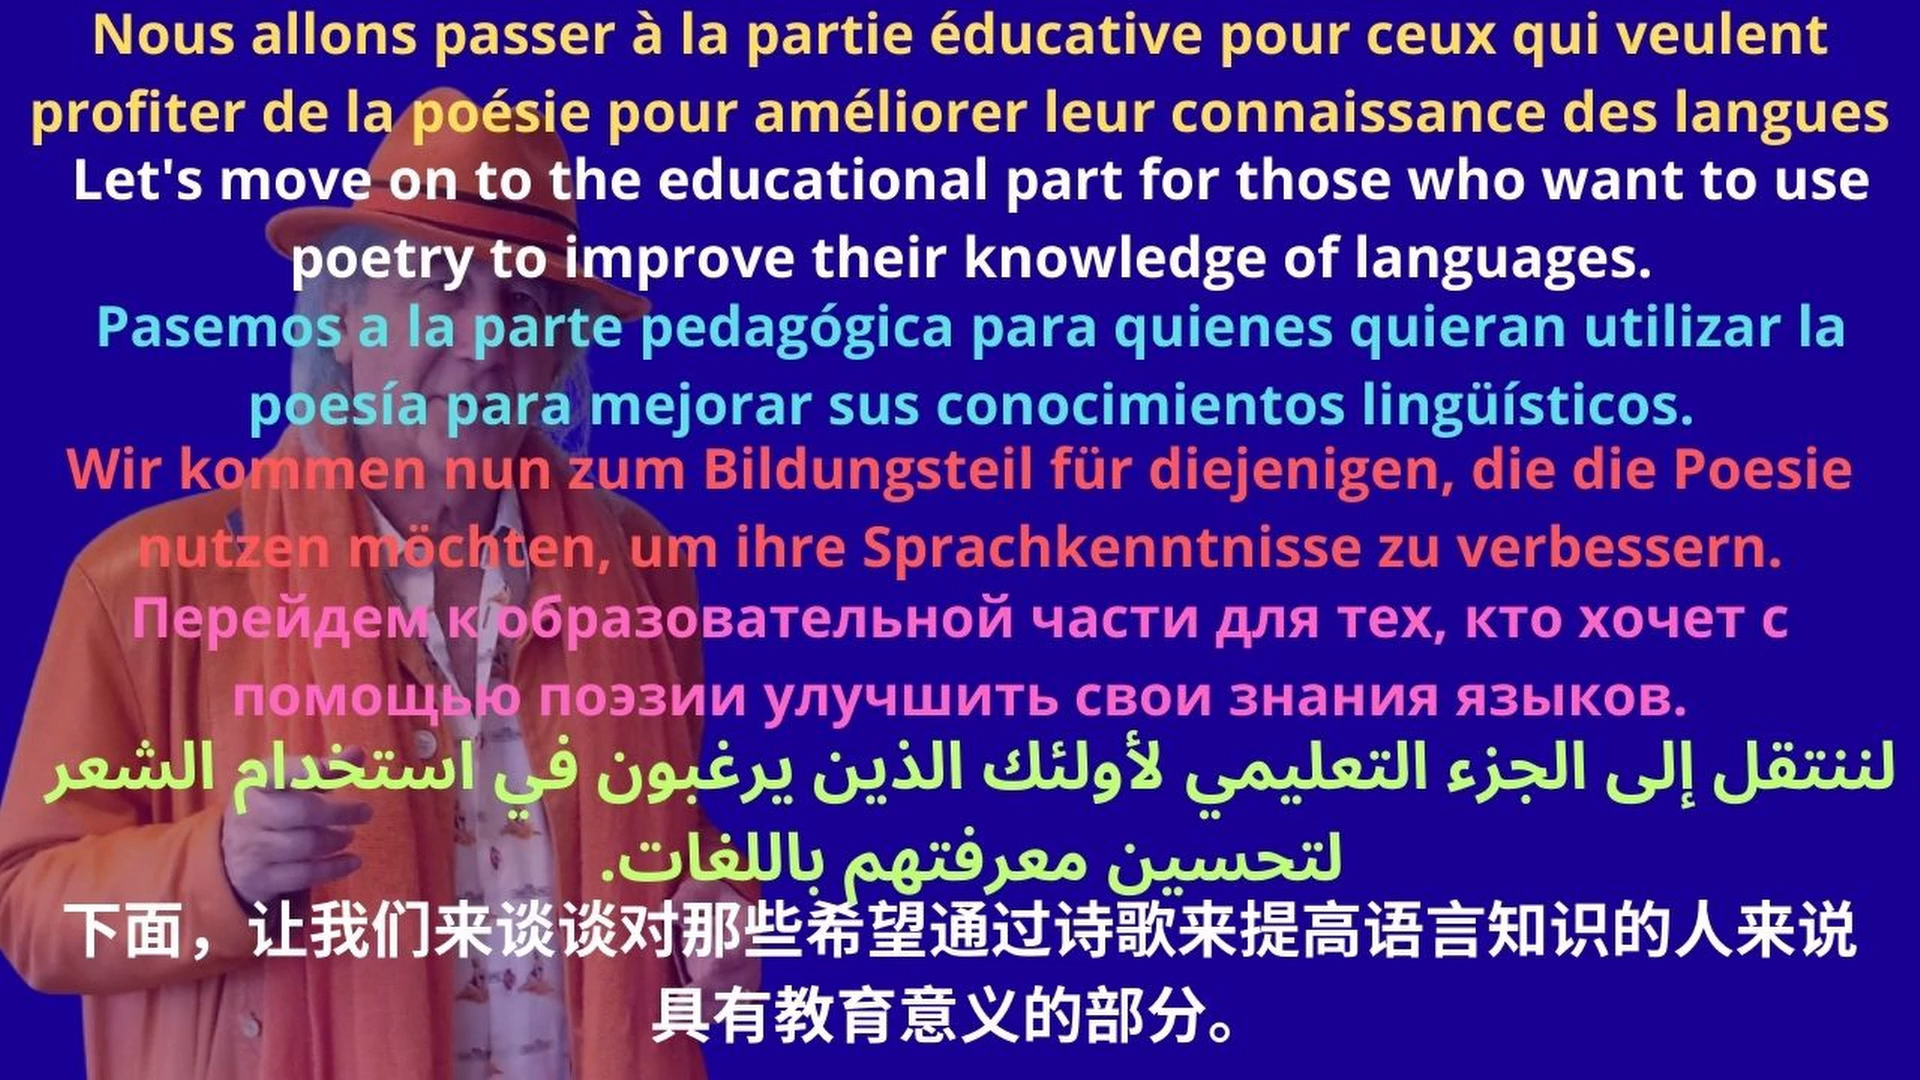 Nous allons passer à la partie éducative pour ceux qui veulent
profiter de la poésie pour améliorer leur connaissance des langues
Let's move on to the educational part for those who want to use
poetry to improve their knowledge of languages.
Pasemos a la parte pedagógica para quienes quieran utilizar la
poesía para mejorar sus conocimientos lingüísticos.
Wir kommen nun zum Bildungsteil für diejenigen, die die Poesie
nutzen möchten, um ihre Sprachkenntnisse zu verbessern.
Перейдем к образовательной части для тех, кто хочет с
помощью поэзии улучшить свои знания языков.
لننتقل إلى الجزء التعليمي لأولئك الذين يرغبون في استخدام الشعر
لتحسين معرفتهم باللغات.
下面，让我们来谈谈对那些希望通过诗歌来提高语言知识的人来说
具有教育意义的部分。